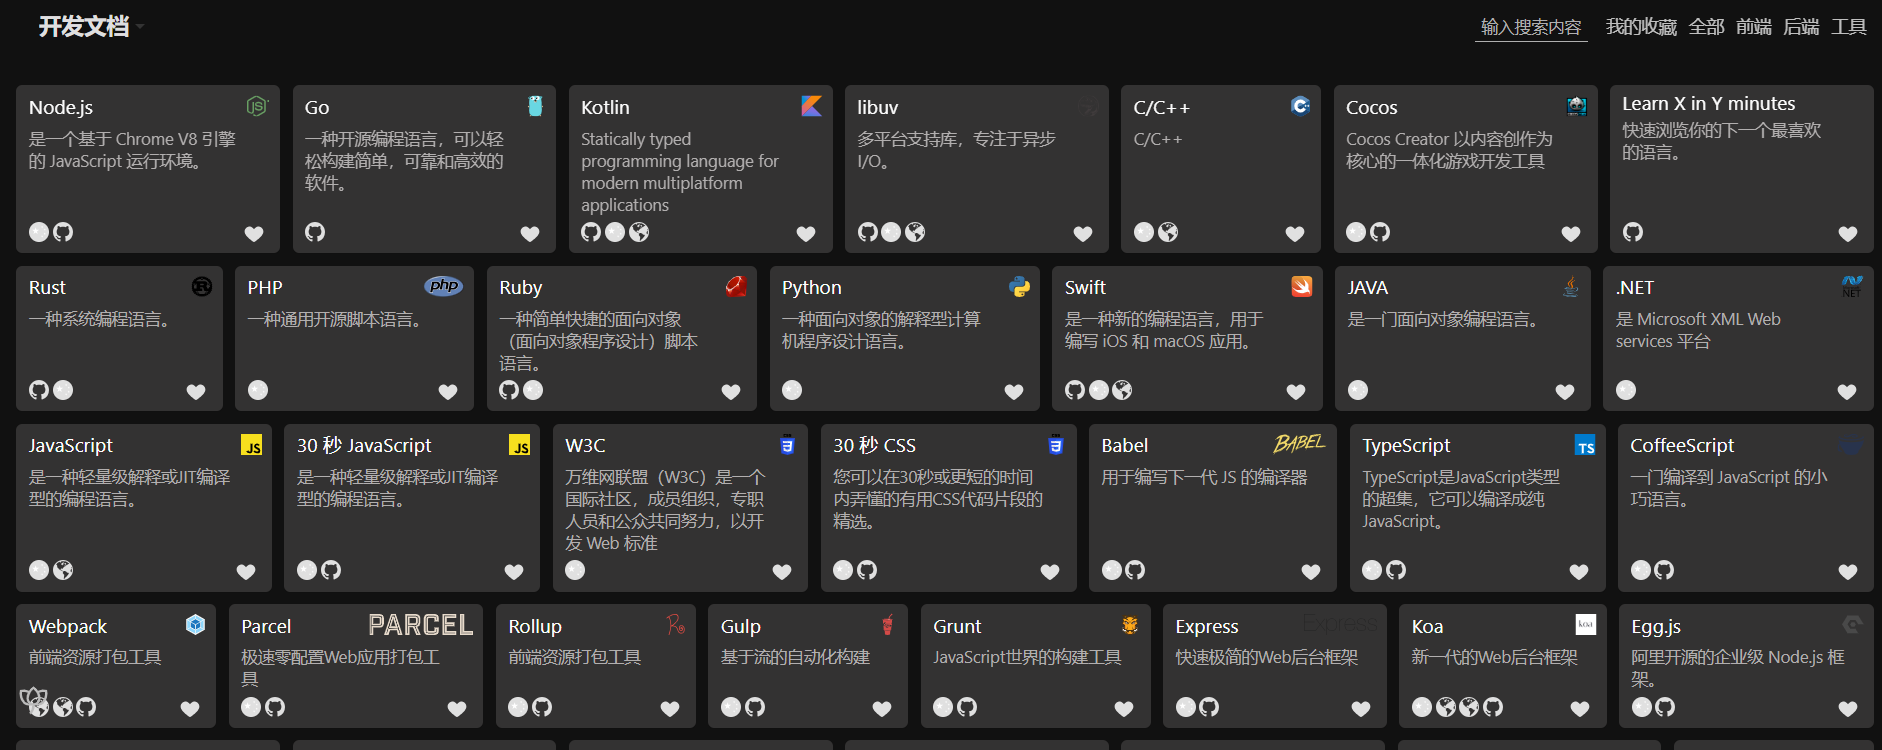 开发文档
输入搜索内容
我的收藏 全部 前端 后端 工具
Node.js
是一个基于 Chrome V8 引擎
的 JavaScript 运行环境。
Go
一种开源编程语言，可以轻
松构建简单，可靠和高效的
软件。
Kotlin
Statically typed
programming language for
modern multiplatform
applications
libuv
多平台支持库，专注于异步
I/O。
C/C++
C/C++
Cocos
Cocos Creator 以内容创作为
核心的一体化游戏开发工具
Learn X in Y minutes
快速浏览你的下一个最喜欢
的语言。
Rust
一种系统编程语言。
PHP
php
一种通用开源脚本语言。
Ruby
一种简单快捷的面向对象
（面向对象程序设计）脚本
语言。
Python
一种面向对象的解释型计算
机程序设计语言。
Swift
是一种新的编程语言，用于
编写 iOS 和 macOS 应用。
JAVA
是一门面向对象编程语言。
.NET
.NET
是 Microsoft XML Web
services 平台
JavaScript
JS
是一种轻量级解释或JIT编译
型的编程语言。
30 秒 JavaScript
JS
是一种轻量级解释或JIT编译
型的编程语言。
W3C
万维网联盟（W3C）是一个
国际社区，成员组织，专职
人员和公众共同努力，以开
发 Web 标准
30 秒 CSS
您可以在30秒或更短的时间
内弄懂的有用CSS代码片段的
精选。
Babel
BABEL
用于编写下一代 JS 的编译器
TypeScript
TS
TypeScript是JavaScript类型
的超集，它可以编译成纯
JavaScript。
CoffeeScript
一门编译到 JavaScript 的小
巧语言。
Webpack
前端资源打包工具
Parcel
PARCEL
极速零配置Web应用打包工
具
Rollup
前端资源打包工具
Gulp
基于流的自动化构建
Grunt
JavaScript世界的构建工具
Express
Express
快速极简的Web后台框架
Koa
koa
新一代的Web后台框架
Egg.js
阿里开源的企业级 Node.js 框
架。